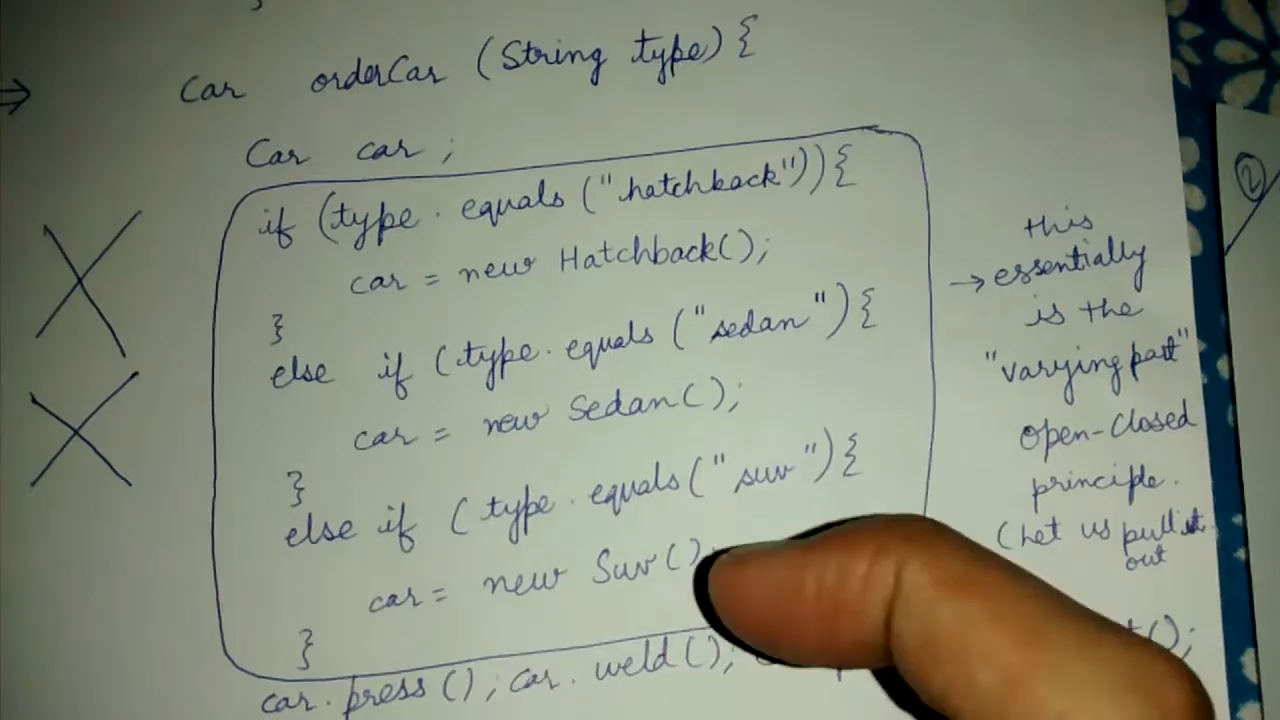 }
⇒ Car orderCar (String type) {
Car car ;
if (type.equals("hatchback")){
car = new Hatchback();
}
else if (type.equals("sedan"){
car = new Sedan();
}
else if (type.equals("suv"){
car = new Suv();
}
car.press(); car.weld();
→ this
essentially
is the
"varying part"
Open-Closed
principle.
(Let us pull it
out
();
2